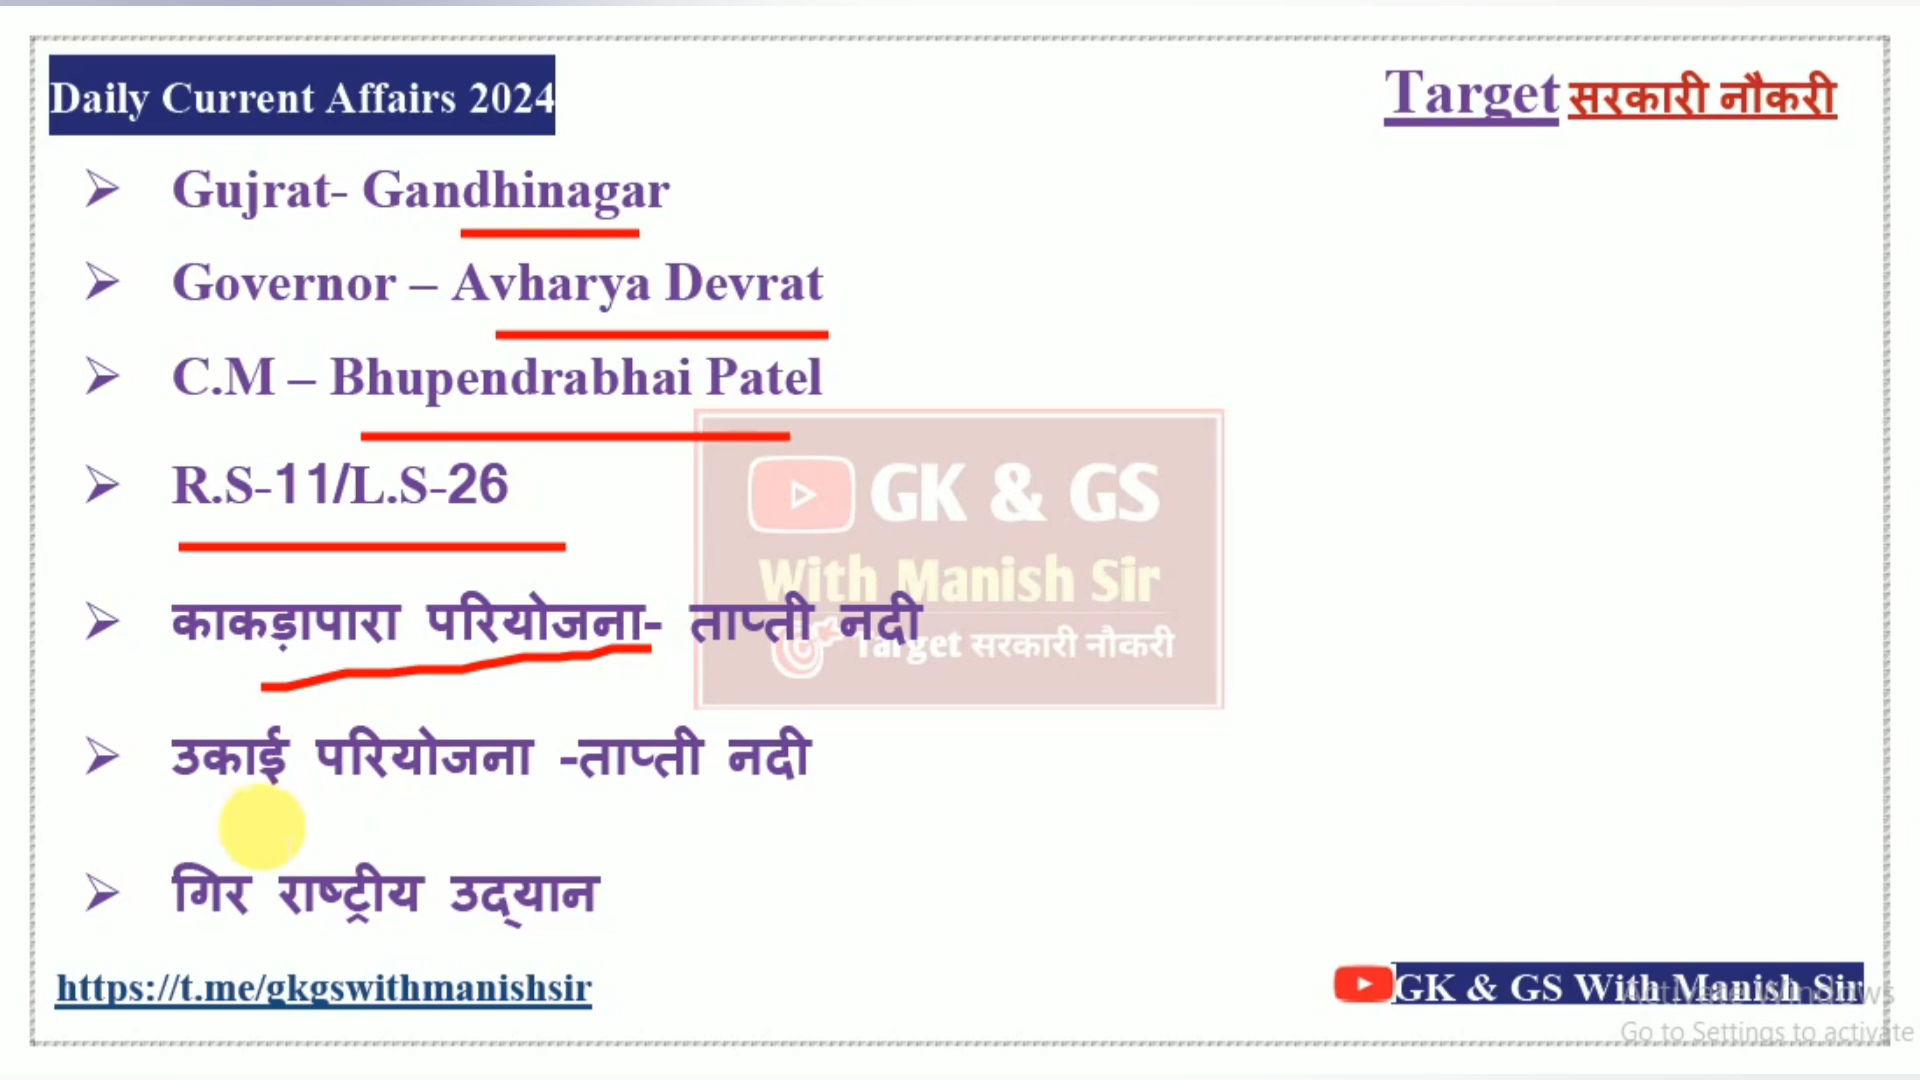 Daily Current Affairs 2024
Target सरकारी नौकरी
Gujrat- Gandhinagar
Governor – Avharya Devrat
C.M – Bhupendrabhai Patel
R.S-11/L.S-26
GK & GS
With Manish Sir
काकड़ापारा परियोजना- ताप्ती नदी
Target सरकारी नौकरी
उकाई परियोजना -ताप्ती नदी
गिर राष्ट्रीय उद्यान
https://t.me/gkgswithmanishsir
GK & GS With Manish Sir
Activate Windows
Go to Settings to activate